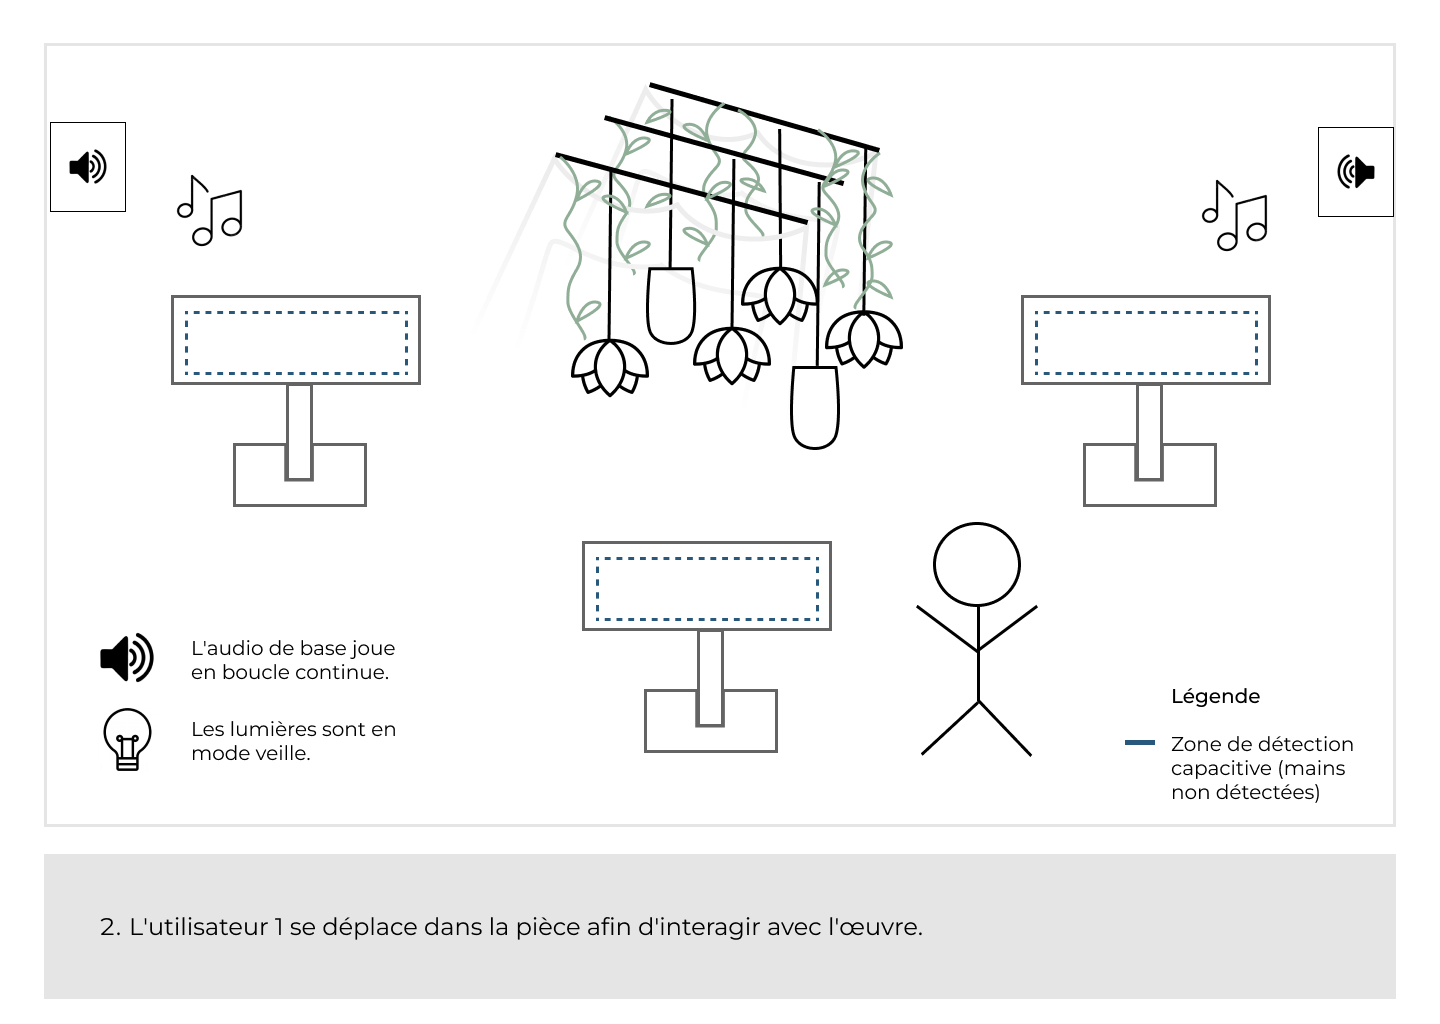 L'audio de base joue
en boucle continue.
Les lumières sont en
mode veille.
Légende
Zone de détection
capacitive (mains
non détectées)
2. L'utilisateur 1 se déplace dans la pièce afin d'interagir avec l'œuvre.